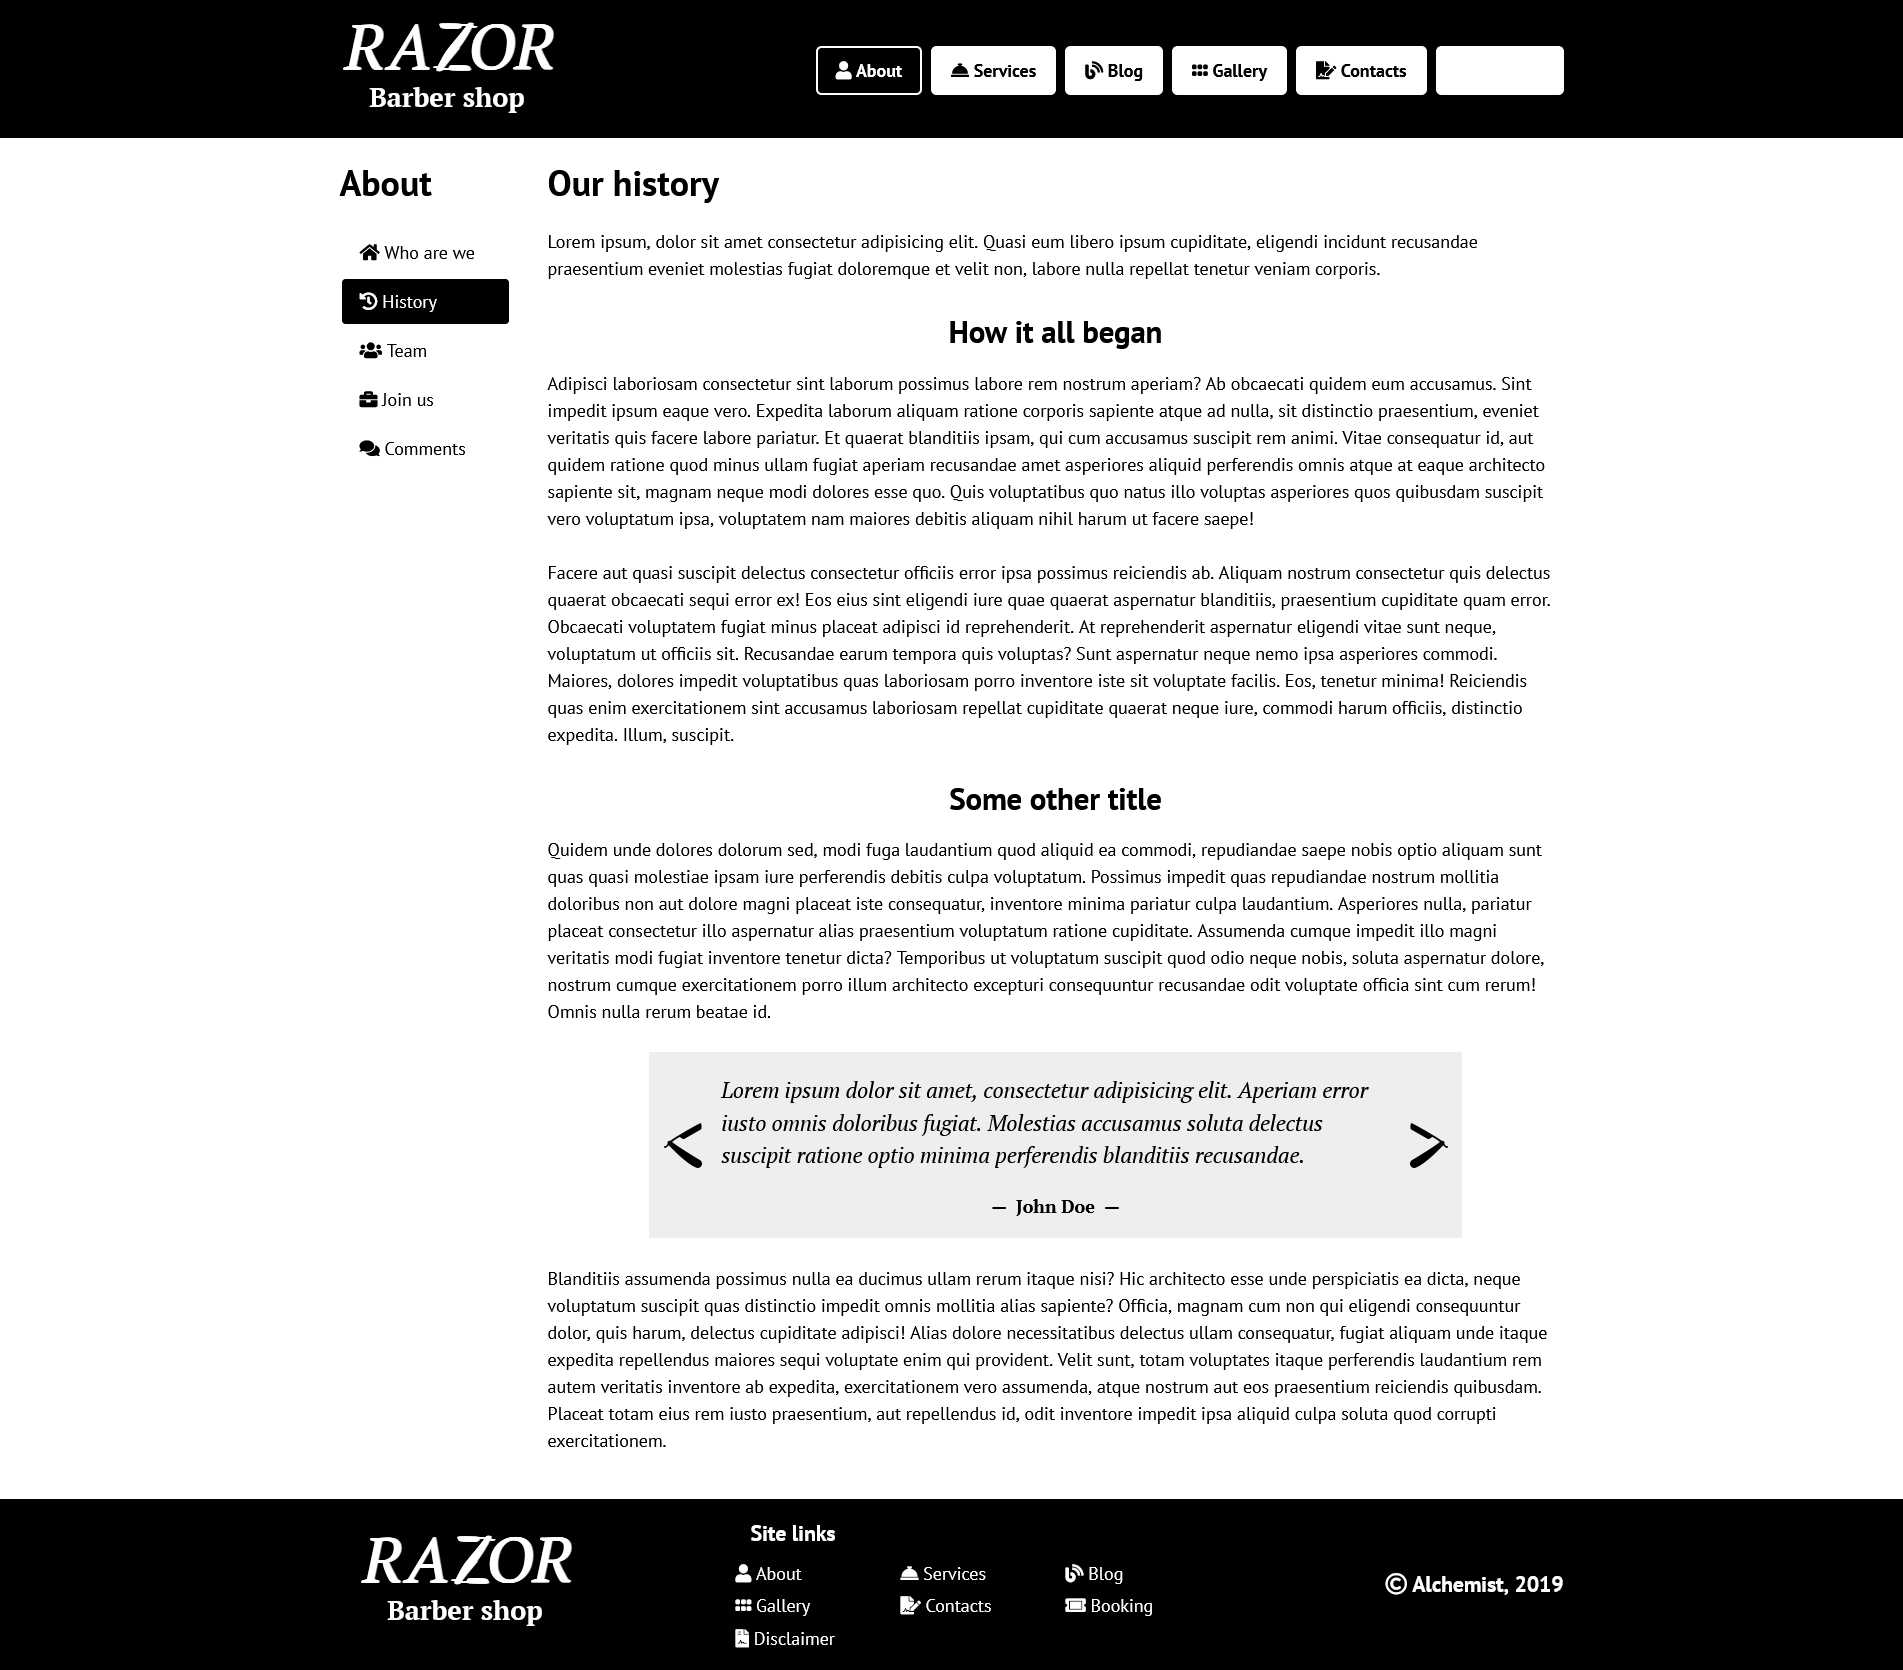 RAZOR
Barber shop
About
Services
Blog
Gallery
Contacts
About
Our history
Who are we
History
Team
Join us
Comments
Lorem ipsum, dolor sit amet consectetur adipisicing elit. Quasi eum libero ipsum cupiditate, eligendi incidunt recusandae
praesentium eveniet molestias fugiat doloremque et velit non, labore nulla repellat tenetur veniam corporis.
How it all began
Adipisci laboriosam consectetur sint laborum possimus labore rem nostrum aperiam? Ab obcaecati quidem eum accusamus. Sint
impedit ipsum eaque vero. Expedita laborum aliquam ratione corporis sapiente atque ad nulla, sit distinctio praesentium, eveniet
veritatis quis facere labore pariatur. Et quaerat blanditiis ipsam, qui cum accusamus suscipit rem animi. Vitae consequatur id, aut
quidem ratione quod minus ullam fugiat aperiam recusandae amet asperiores aliquid perferendis omnis atque at eaque architecto
sapiente sit, magnam neque modi dolores esse quo. Quis voluptatibus quo natus illo voluptas asperiores quos quibusdam suscipit
vero voluptatum ipsa, voluptatem nam maiores debitis aliquam nihil harum ut facere saepe!
Facere aut quasi suscipit delectus consectetur officiis error ipsa possimus reiciendis ab. Aliquam nostrum consectetur quis delectus
quaerat obcaecati sequi error ex! Eos eius sint eligendi iure quae quaerat aspernatur blanditiis, praesentium cupiditate quam error.
Obcaecati voluptatem fugiat minus placeat adipisci id reprehenderit. At reprehenderit aspernatur eligendi vitae sunt neque,
voluptatum ut officiis sit. Recusandae earum tempora quis voluptas? Sunt aspernatur neque nemo ipsa asperiores commodi.
Maiores, dolores impedit voluptatibus quas laboriosam porro inventore iste sit voluptate facilis. Eos, tenetur minima! Reiciendis
quas enim exercitationem sint accusamus laboriosam repellat cupiditate quaerat neque iure, commodi harum officiis, distinctio
expedita. Illum, suscipit.
Some other title
Quidem unde dolores dolorum sed, modi fuga laudantium quod aliquid ea commodi, repudiandae saepe nobis optio aliquam sunt
quas quasi molestiae ipsam iure perferendis debitis culpa voluptatum. Possimus impedit quas repudiandae nostrum mollitia
doloribus non aut dolore magni placeat iste consequatur, inventore minima pariatur culpa laudantium. Asperiores nulla, pariatur
placeat consectetur illo aspernatur alias praesentium voluptatum ratione cupiditate. Assumenda cumque impedit illo magni
veritatis modi fugiat inventore tenetur dicta? Temporibus ut voluptatum suscipit quod odio neque nobis, soluta aspernatur dolore,
nostrum cumque exercitationem porro illum architecto excepturi consequuntur recusandae odit voluptate officia sint cum rerum!
Omnis nulla rerum beatae id.
Lorem ipsum dolor sit amet, consectetur adipisicing elit. Aperiam error
iusto omnis doloribus fugiat. Molestias accusamus soluta delectus
suscipit ratione optio minima perferendis blanditiis recusandae.
— John Doe —
Blanditiis assumenda possimus nulla ea ducimus ullam rerum itaque nisi? Hic architecto esse unde perspiciatis ea dicta, neque
voluptatum suscipit quas distinctio impedit omnis mollitia alias sapiente? Officia, magnam cum non qui eligendi consequuntur
dolor, quis harum, delectus cupiditate adipisci! Alias dolore necessitatibus delectus ullam consequatur, fugiat aliquam unde itaque
expedita repellendus maiores sequi voluptate enim qui provident. Velit sunt, totam voluptates itaque perferendis laudantium rem
autem veritatis inventore ab expedita, exercitationem vero assumenda, atque nostrum aut eos praesentium reiciendis quibusdam.
Placeat totam eius rem iusto praesentium, aut repellendus id, odit inventore impedit ipsa aliquid culpa soluta quod corrupti
exercitationem.
RAZOR
Barber shop
Site links
About
Services
Blog
Gallery
Contacts
Booking
Disclaimer
© Alchemist, 2019